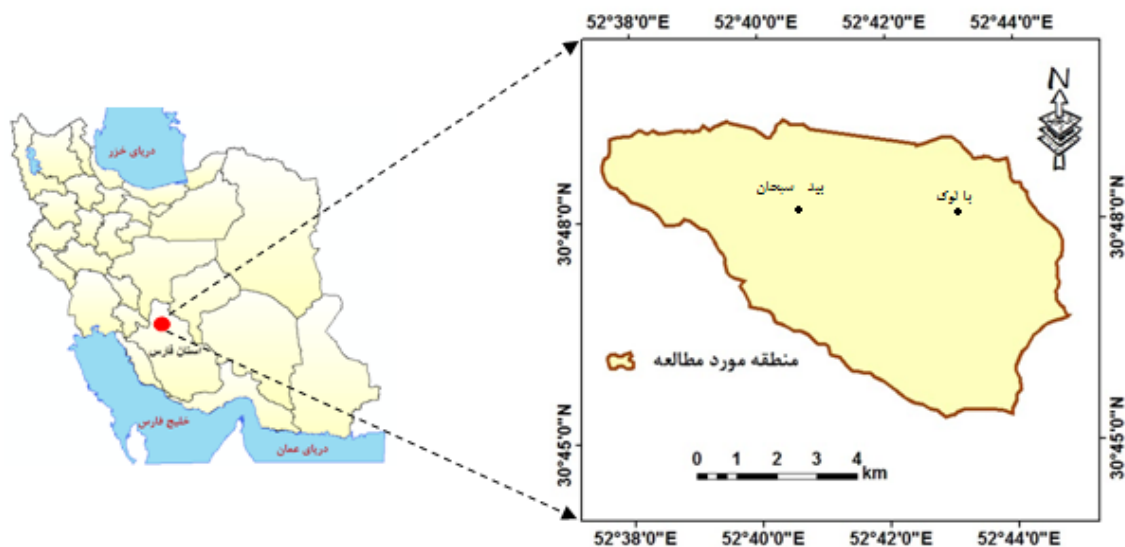 52°38'0"E 52°40'0"E 52°42'0"E 52°44'0"E
N
دریای خزر
بید سبحان
با توک
30°48'0"N
30°48'0"N
استان فارس
منطقه مورد مطالعه
خلیج فارس
دریای عمان
30°45'0"N
30°45'0"N
0 1 2 3 4
km
52°38'0"E 52°40'0"E 52°42'0"E 52°44'0"E